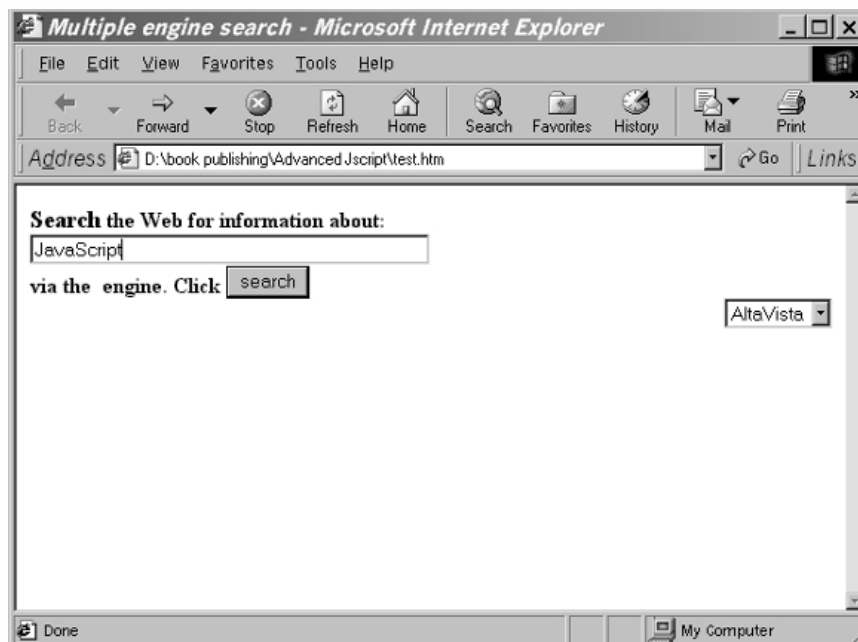 Multiple engine search - Microsoft Internet Explorer
File Edit View Favorites Tools Help
Back Forward Stop Refresh Home Search Favorites History Mail Print »
Address D:\book publishing\Advanced Jscript\test.htm Go Links
Search the Web for information about:
JavaScript
via the engine. Click search
AltaVista
Done My Computer